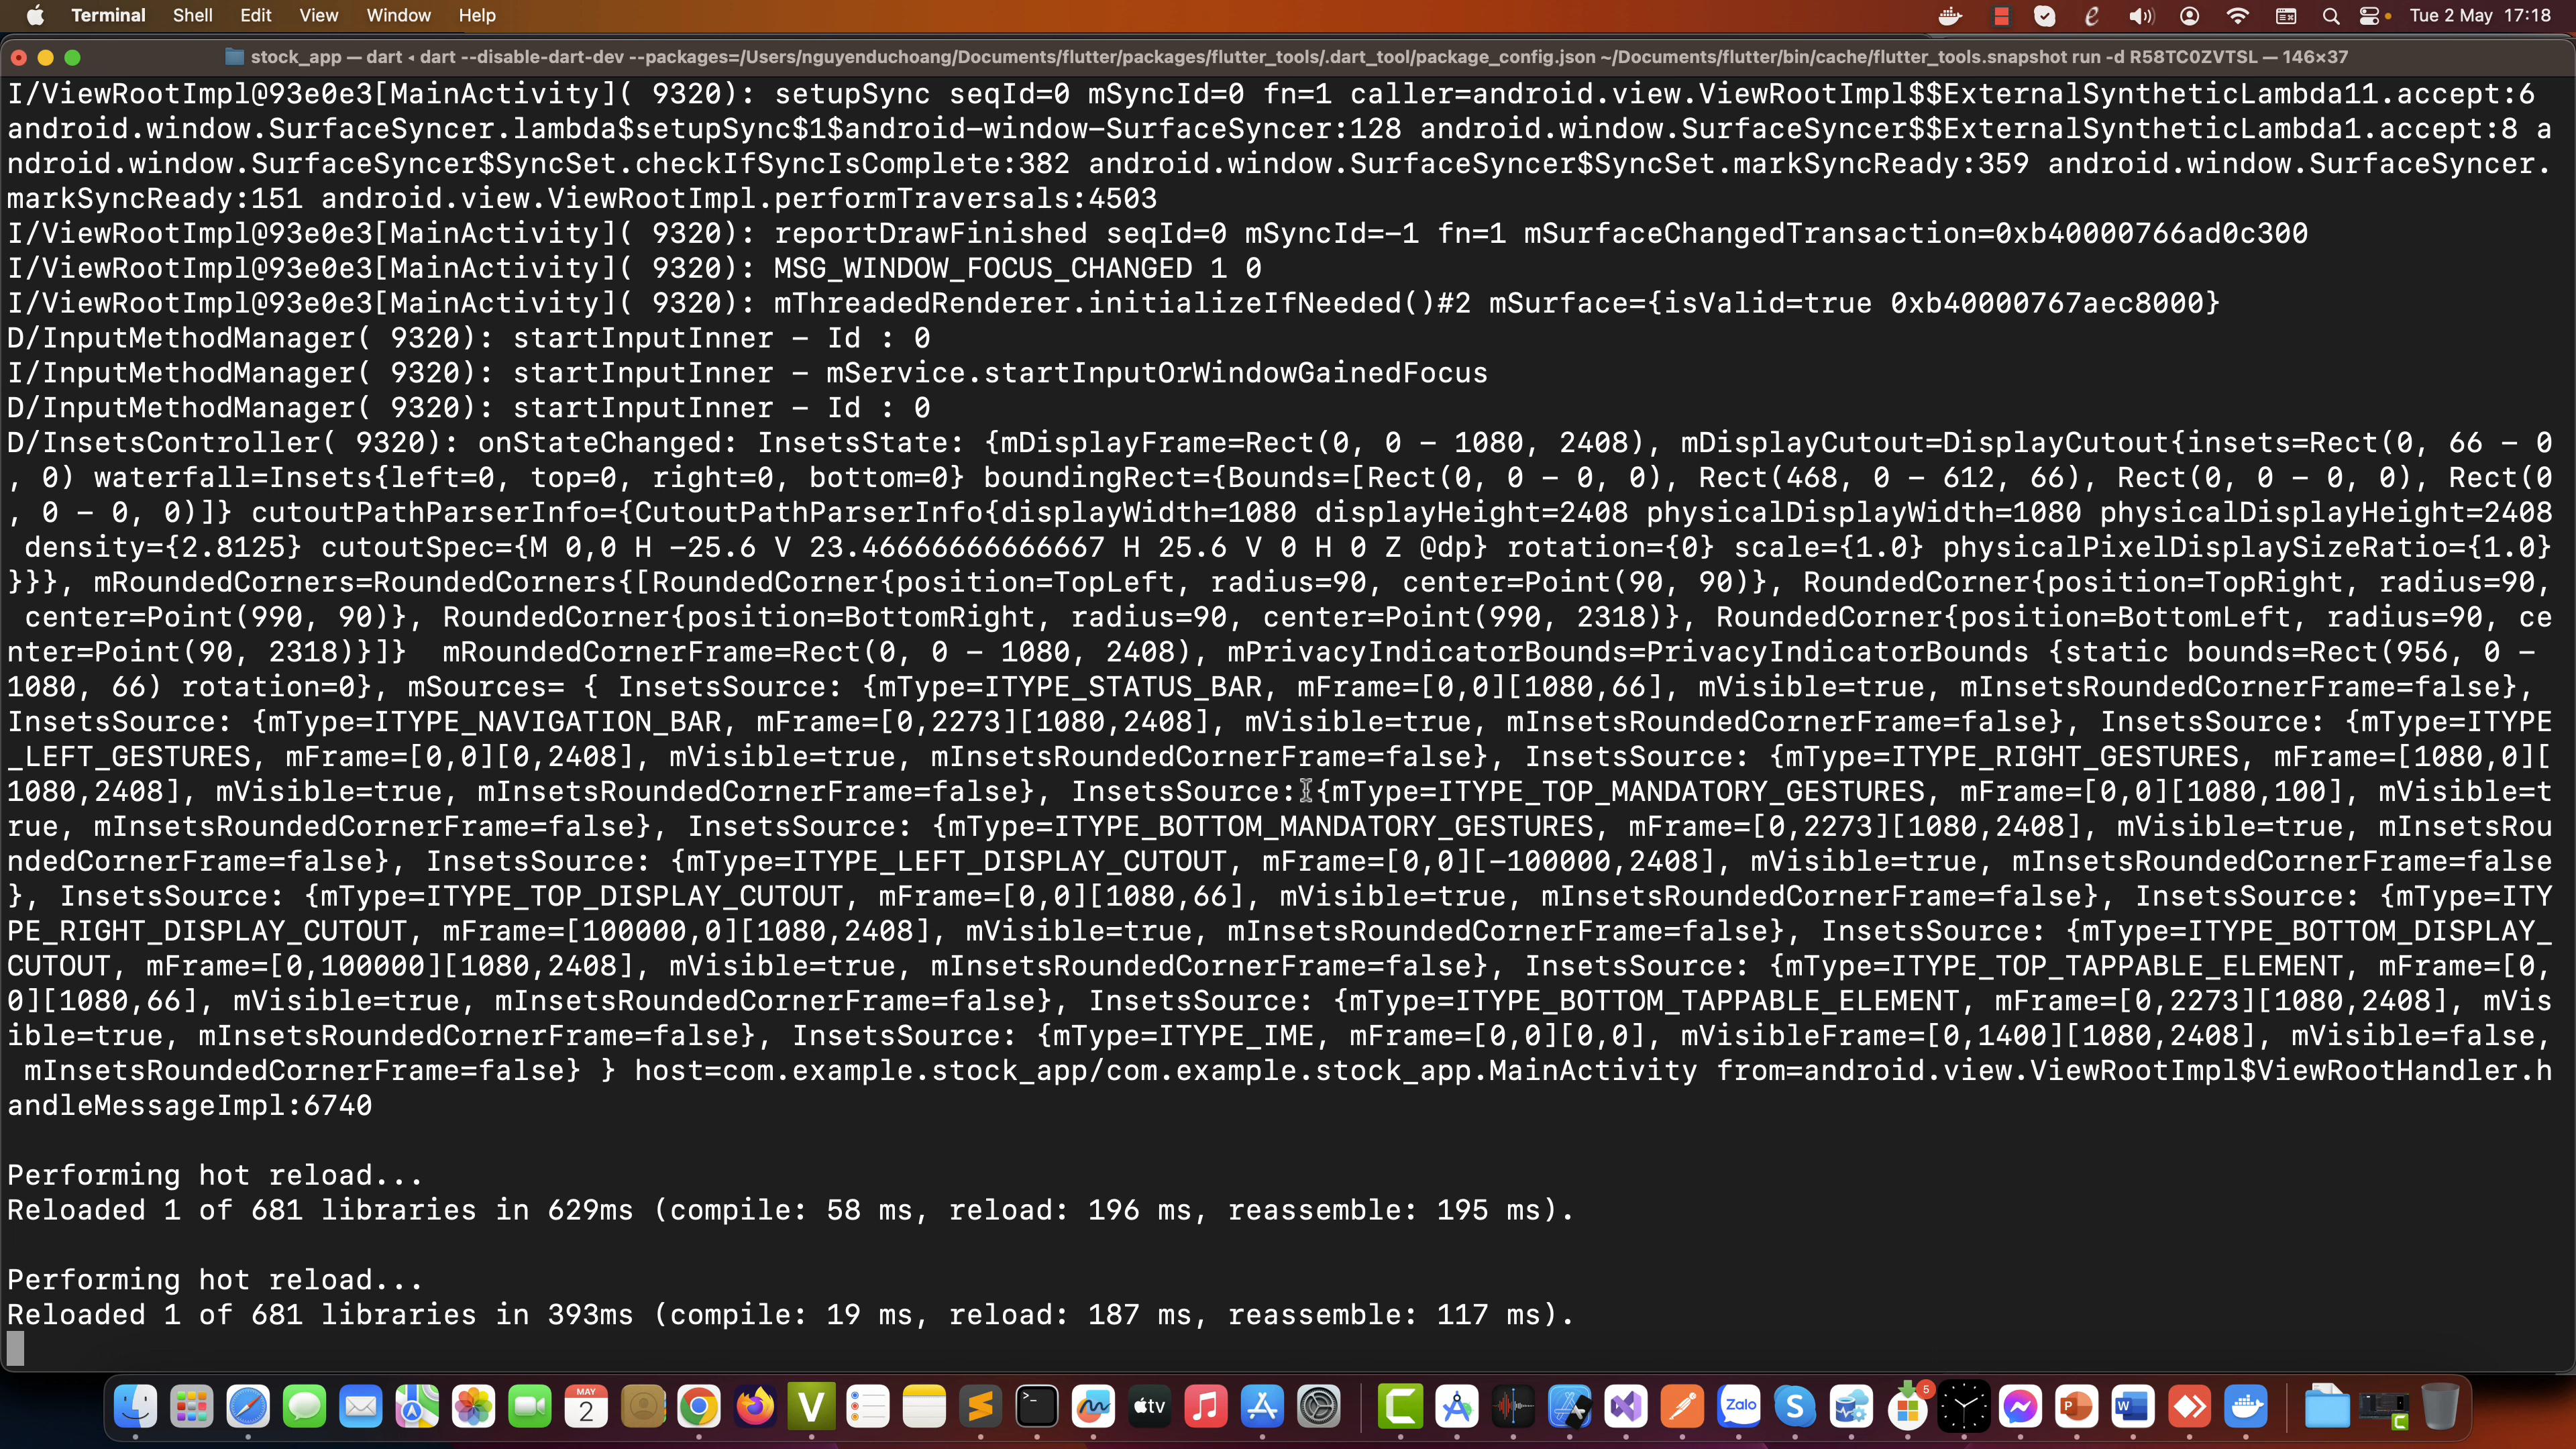 Terminal Shell Edit View Window Help Tue 2 May 17:18
stock_app — dart ◂ dart --disable-dart-dev --packages=/Users/nguyenduchoang/Documents/flutter/packages/flutter_tools/.dart_tool/package_config.json ~/Documents/flutter/bin/cache/flutter_tools.snapshot run -d R58TC0ZVTSL — 146×37
I/ViewRootImpl@93e0e3[MainActivity]( 9320): setupSync seqId=0 mSyncId=0 fn=1 caller=android.view.ViewRootImpl$$ExternalSyntheticLambda11.accept:6
android.window.SurfaceSyncer.lambda$setupSync$1$android-window-SurfaceSyncer:128 android.window.SurfaceSyncer$$ExternalSyntheticLambda1.accept:8 a
ndroid.window.SurfaceSyncer$SyncSet.checkIfSyncIsComplete:382 android.window.SurfaceSyncer$SyncSet.markSyncReady:359 android.window.SurfaceSyncer.
markSyncReady:151 android.view.ViewRootImpl.performTraversals:4503
I/ViewRootImpl@93e0e3[MainActivity]( 9320): reportDrawFinished seqId=0 mSyncId=-1 fn=1 mSurfaceChangedTransaction=0xb40000766ad0c300
I/ViewRootImpl@93e0e3[MainActivity]( 9320): MSG_WINDOW_FOCUS_CHANGED 1 0
I/ViewRootImpl@93e0e3[MainActivity]( 9320): mThreadedRenderer.initializeIfNeeded()#2 mSurface={isValid=true 0xb40000767aec8000}
D/InputMethodManager( 9320): startInputInner - Id : 0
I/InputMethodManager( 9320): startInputInner - mService.startInputOrWindowGainedFocus
D/InputMethodManager( 9320): startInputInner - Id : 0
D/InsetsController( 9320): onStateChanged: InsetsState: {mDisplayFrame=Rect(0, 0 - 1080, 2408), mDisplayCutout=DisplayCutout{insets=Rect(0, 66 - 0
, 0) waterfall=Insets{left=0, top=0, right=0, bottom=0} boundingRect={Bounds=[Rect(0, 0 - 0, 0), Rect(468, 0 - 612, 66), Rect(0, 0 - 0, 0), Rect(0
, 0 - 0, 0)]} cutoutPathParserInfo={CutoutPathParserInfo{displayWidth=1080 displayHeight=2408 physicalDisplayWidth=1080 physicalDisplayHeight=2408
 density={2.8125} cutoutSpec={M 0,0 H -25.6 V 23.46666666666667 H 25.6 V 0 H 0 Z @dp} rotation={0} scale={1.0} physicalPixelDisplaySizeRatio={1.0}
}}}, mRoundedCorners=RoundedCorners{[RoundedCorner{position=TopLeft, radius=90, center=Point(90, 90)}, RoundedCorner{position=TopRight, radius=90,
 center=Point(990, 90)}, RoundedCorner{position=BottomRight, radius=90, center=Point(990, 2318)}, RoundedCorner{position=BottomLeft, radius=90, ce
nter=Point(90, 2318)}]}  mRoundedCornerFrame=Rect(0, 0 - 1080, 2408), mPrivacyIndicatorBounds=PrivacyIndicatorBounds {static bounds=Rect(956, 0 -
1080, 66) rotation=0}, mSources= { InsetsSource: {mType=ITYPE_STATUS_BAR, mFrame=[0,0][1080,66], mVisible=true, mInsetsRoundedCornerFrame=false},
InsetsSource: {mType=ITYPE_NAVIGATION_BAR, mFrame=[0,2273][1080,2408], mVisible=true, mInsetsRoundedCornerFrame=false}, InsetsSource: {mType=ITYPE
_LEFT_GESTURES, mFrame=[0,0][0,2408], mVisible=true, mInsetsRoundedCornerFrame=false}, InsetsSource: {mType=ITYPE_RIGHT_GESTURES, mFrame=[1080,0][
1080,2408], mVisible=true, mInsetsRoundedCornerFrame=false}, InsetsSource: {mType=ITYPE_TOP_MANDATORY_GESTURES, mFrame=[0,0][1080,100], mVisible=t
rue, mInsetsRoundedCornerFrame=false}, InsetsSource: {mType=ITYPE_BOTTOM_MANDATORY_GESTURES, mFrame=[0,2273][1080,2408], mVisible=true, mInsetsRou
ndedCornerFrame=false}, InsetsSource: {mType=ITYPE_LEFT_DISPLAY_CUTOUT, mFrame=[0,0][-100000,2408], mVisible=true, mInsetsRoundedCornerFrame=false
}, InsetsSource: {mType=ITYPE_TOP_DISPLAY_CUTOUT, mFrame=[0,0][1080,66], mVisible=true, mInsetsRoundedCornerFrame=false}, InsetsSource: {mType=ITY
PE_RIGHT_DISPLAY_CUTOUT, mFrame=[100000,0][1080,2408], mVisible=true, mInsetsRoundedCornerFrame=false}, InsetsSource: {mType=ITYPE_BOTTOM_DISPLAY_
CUTOUT, mFrame=[0,100000][1080,2408], mVisible=true, mInsetsRoundedCornerFrame=false}, InsetsSource: {mType=ITYPE_TOP_TAPPABLE_ELEMENT, mFrame=[0,
0][1080,66], mVisible=true, mInsetsRoundedCornerFrame=false}, InsetsSource: {mType=ITYPE_BOTTOM_TAPPABLE_ELEMENT, mFrame=[0,2273][1080,2408], mVis
ible=true, mInsetsRoundedCornerFrame=false}, InsetsSource: {mType=ITYPE_IME, mFrame=[0,0][0,0], mVisibleFrame=[0,1400][1080,2408], mVisible=false,
 mInsetsRoundedCornerFrame=false} } host=com.example.stock_app/com.example.stock_app.MainActivity from=android.view.ViewRootImpl$ViewRootHandler.h
andleMessageImpl:6740
Performing hot reload...
Reloaded 1 of 681 libraries in 629ms (compile: 58 ms, reload: 196 ms, reassemble: 195 ms).
Performing hot reload...
Reloaded 1 of 681 libraries in 393ms (compile: 19 ms, reload: 187 ms, reassemble: 117 ms).
MAY
2
tv
Zalo
5